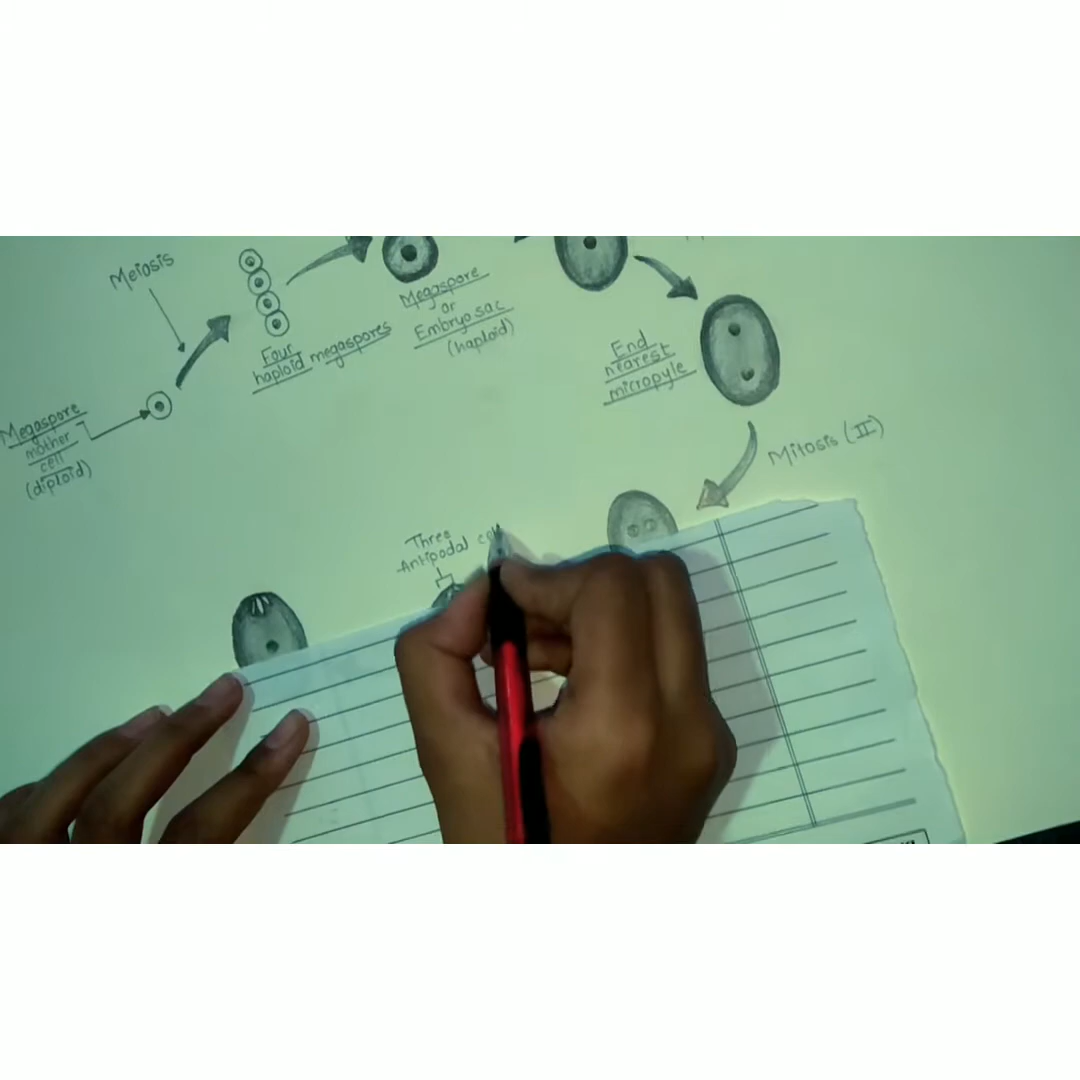 Meiosis
Four
haploid megaspores
Megaspore
or
Embryo sac
(haploid)
End
nearest
micropyle
Megaspore
mother
cell
(diploid)
Mitosis (II)
Three
Antipodal